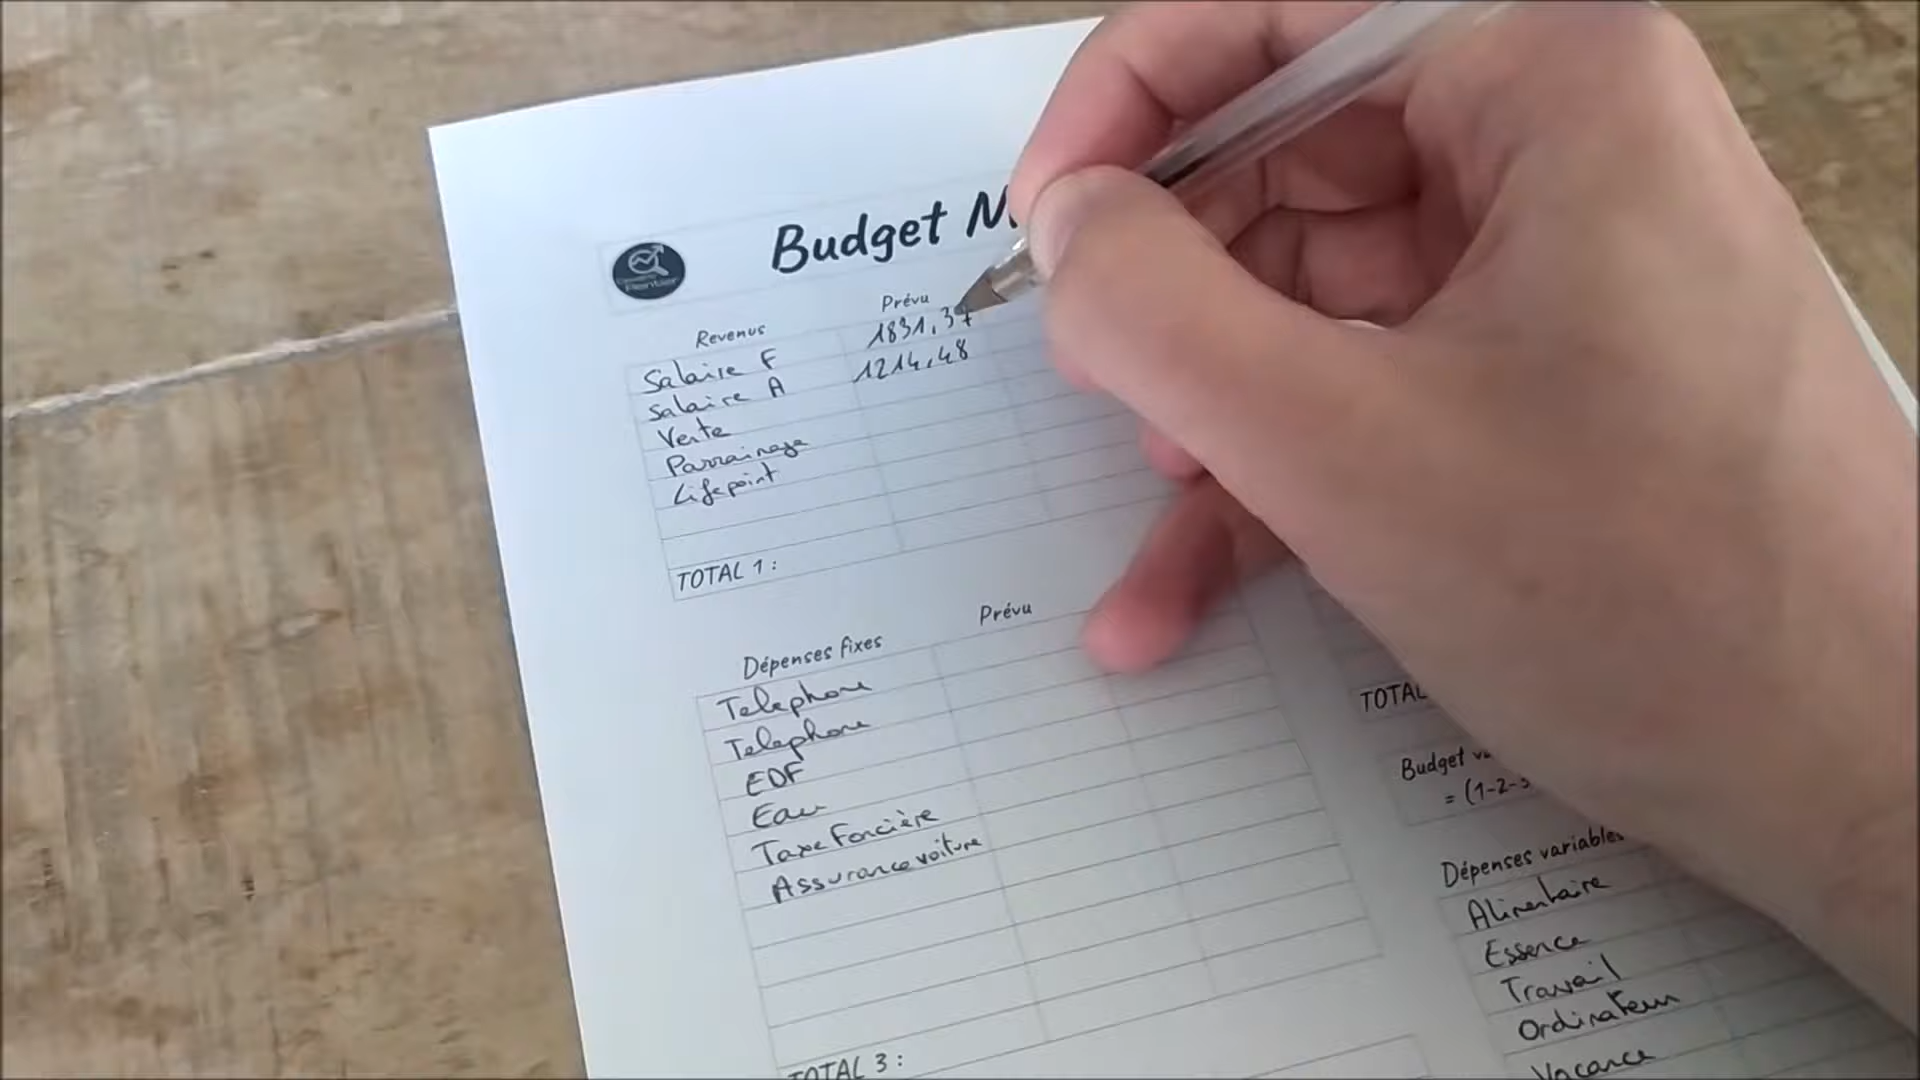 Budget M
Rentier
Revenus Prévu
Salaire F 1831,37
Salaire A 1214,48
Vente
Parrainage
Lifepoint
TOTAL 1 :
Dépenses fixes Prévu
Telephone
Telephone
EDF
Eau
Taxe Foncière
Assurance voiture
TOTAL 3 :
TOTAL
Budget
= (1-2-3
Dépenses variables
Alimentaire
Essence
Travail
Ordinateur
Vacance